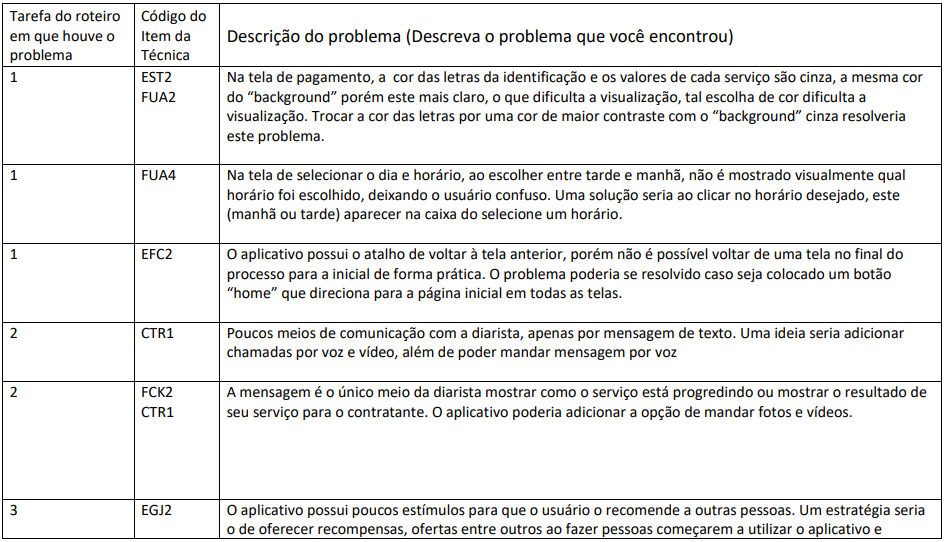 Tarefa do roteiro em que houve o problema
Código do Item da Técnica
Descrição do problema (Descreva o problema que você encontrou)
1
EST2
FUA2
Na tela de pagamento, a  cor das letras da identificação e os valores de cada serviço são cinza, a mesma cor
do “background” porém este mais claro, o que dificulta a visualização, tal escolha de cor dificulta a
visualização. Trocar a cor das letras por uma cor de maior contraste com o “background” cinza resolveria
este problema.
1
FUA4
Na tela de selecionar o dia e horário, ao escolher entre tarde e manhã, não é mostrado visualmente qual
horário foi escolhido, deixando o usuário confuso. Uma solução seria ao clicar no horário desejado, este
(manhã ou tarde) aparecer na caixa do selecione um horário.
1
EFC2
O aplicativo possui o atalho de voltar à tela anterior, porém não é possível voltar de uma tela no final do
processo para a inicial de forma prática. O problema poderia se resolvido caso seja colocado um botão
“home” que direciona para a página inicial em todas as telas.
2
CTR1
Poucos meios de comunicação com a diarista, apenas por mensagem de texto. Uma ideia seria adicionar
chamadas por voz e vídeo, além de poder mandar mensagem por voz
2
FCK2
CTR1
A mensagem é o único meio da diarista mostrar como o serviço está progredindo ou mostrar o resultado de
seu serviço para o contratante. O aplicativo poderia adicionar a opção de mandar fotos e vídeos.
3
EGJ2
O aplicativo possui poucos estímulos para que o usuário o recomende a outras pessoas. Um estratégia seria
o de oferecer recompensas, ofertas entre outros ao fazer pessoas começarem a utilizar o aplicativo e